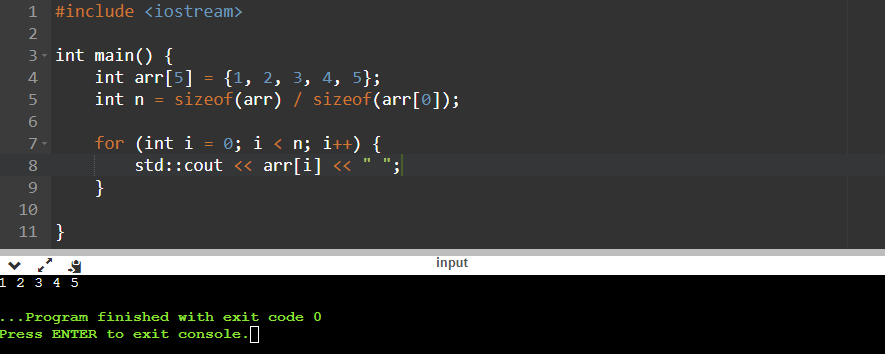 1 #include <iostream>
2
3 int main() {
4     int arr[5] = {1, 2, 3, 4, 5};
5     int n = sizeof(arr) / sizeof(arr[0]);
6
7     for (int i = 0; i < n; i++) {
8         std::cout << arr[i] << " ";
9     }
10
11 }
input
1 2 3 4 5
...Program finished with exit code 0
Press ENTER to exit console.